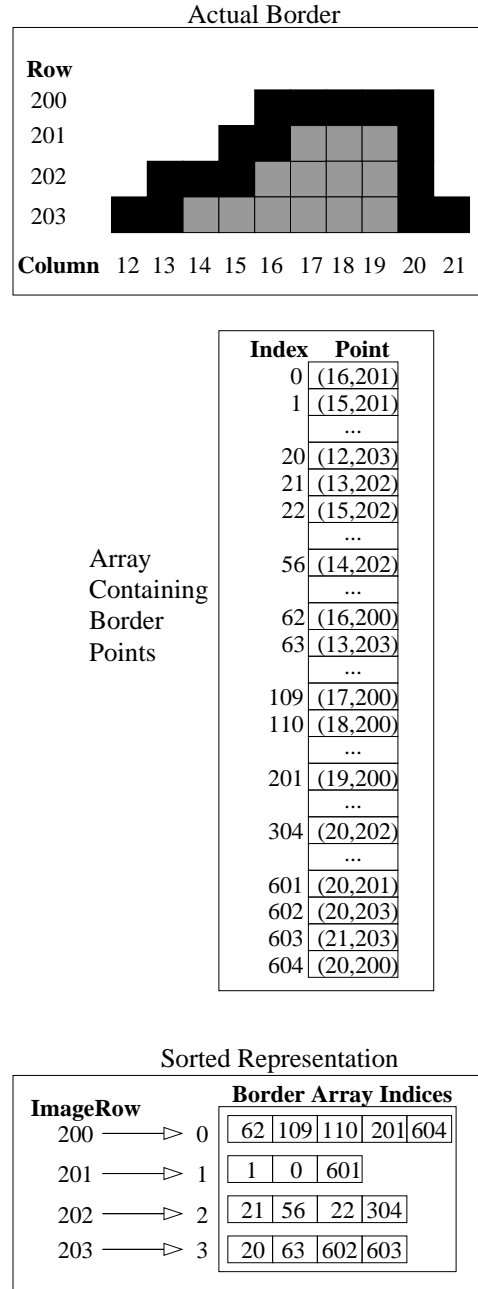 Actual Border
Row
200
201
202
203
Column 12 13 14 15 16 17 18 19 20 21
Index Point
0 (16,201)
1 (15,201)
...
20 (12,203)
21 (13,202)
22 (15,202)
...
56 (14,202)
...
62 (16,200)
63 (13,203)
...
109 (17,200)
110 (18,200)
...
201 (19,200)
...
304 (20,202)
...
601 (20,201)
602 (20,203)
603 (21,203)
604 (20,200)
Array
Containing
Border
Points
Sorted Representation
ImageRow Border Array Indices
200 0 62 109 110 201 604
201 1 1 0 601
202 2 21 56 22 304
203 3 20 63 602 603